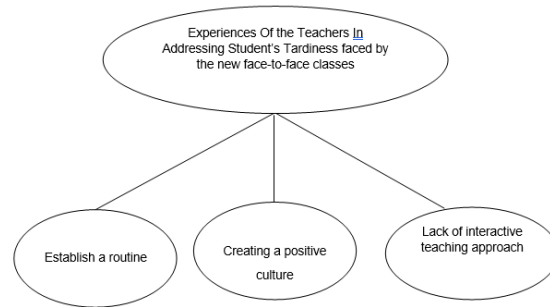 Experiences Of the Teachers In
Addressing Student's Tardiness faced by
the new face-to-face classes
Establish a routine
Creating a positive
culture
Lack of interactive
teaching approach